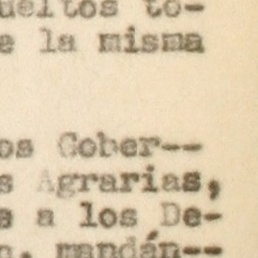 ueltos to-
e la misma
os Gober--
s Agrarias,
s a los De-
s, mandán--